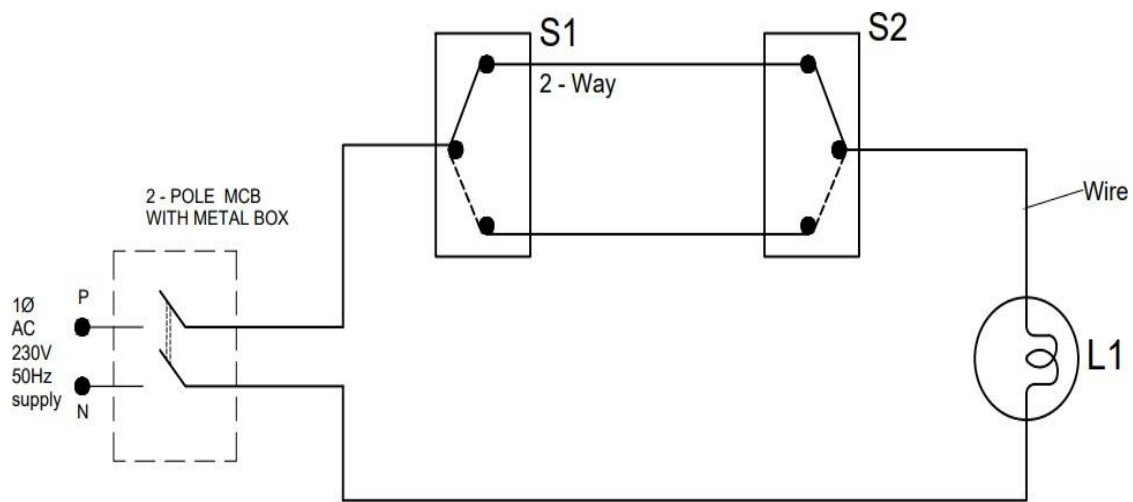 S1
S2
2 - Way
2 - POLE MCB
WITH METAL BOX
Wire
P
1Ø
AC
230V
50Hz
supply
N
L1